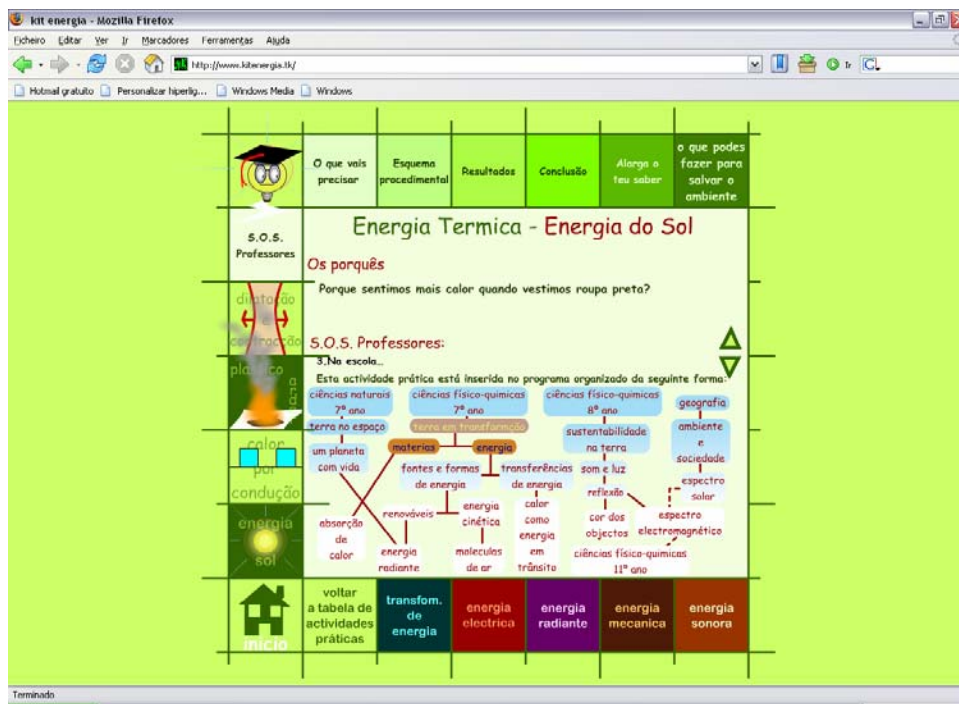 kit energia - Mozilla Firefox
Ficheiro Editar Ver Ir Marcadores Ferramentas Ajuda
http://www.kitenergia.tk/
Ir
Hotmail gratuito Personalizar hiperlig... Windows Media Windows
O que vais
precisar
Esquema
procedimental
Resultados
Conclusão
Alarga o
teu saber
o que podes
fazer para
salvar o
ambiente
S.O.S.
Professores
Energia Termica - Energia do Sol
Os porquês
Porque sentimos mais calor quando vestimos roupa preta?
dilatação
e
contracção
S.O.S. Professores:
3.Na escola...
Esta actividade prática está inserida no programa organizado da seguinte forma:
plástico
ciências naturais
7º ano
ciências físico-quimicas
7º ano
ciências físico-quimicas
8º ano
geografia
terra no espaço
terra em transformção
sustentabilidade
na terra
ambiente
e
sociedade
um planeta
com vida
materias
energia
fontes e formas
de energia
transferências
de energia
som e luz
espectro
solar
reflexão
calor
por
condução
absorção
de
calor
renováveis
energia
cinética
calor
como
energia
em
trânsito
cor dos
objectos
espectro
electromagnético
energia
radiante
moleculas
de ar
ciências físico-quimicas
11º ano
energia
sol
inicio
voltar
a tabela de
actividades
práticas
transfom.
de
energia
energia
electrica
energia
radiante
energia
mecanica
energia
sonora
Terminado